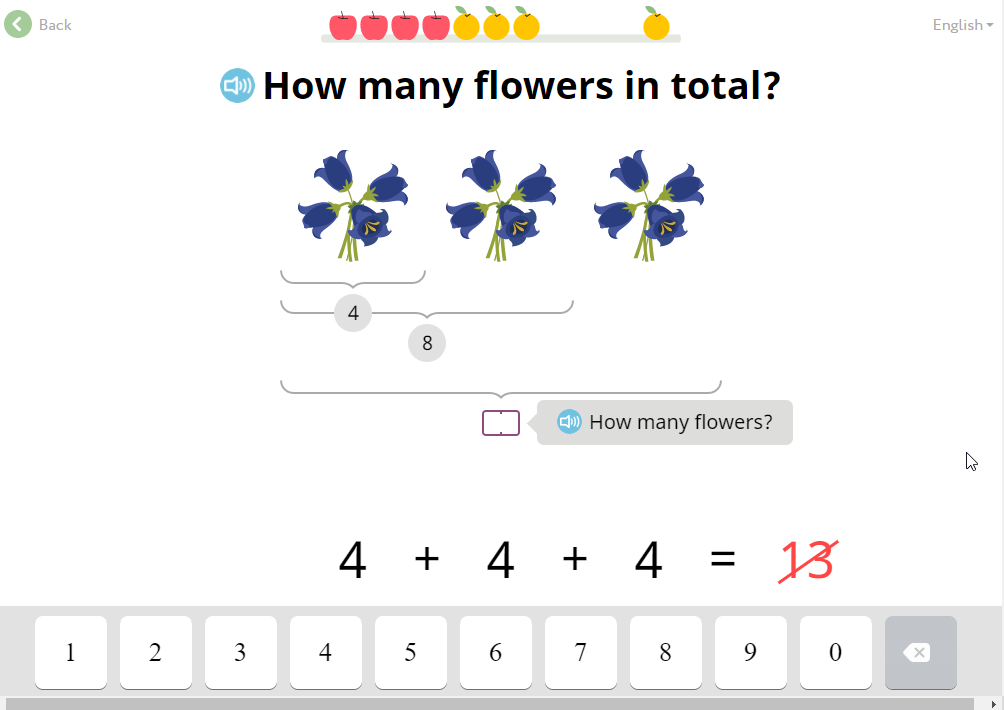 Back
English
How many flowers in total?
4
8
How many flowers?
4 + 4 + 4 = 13
1 2 3 4 5 6 7 8 9 0